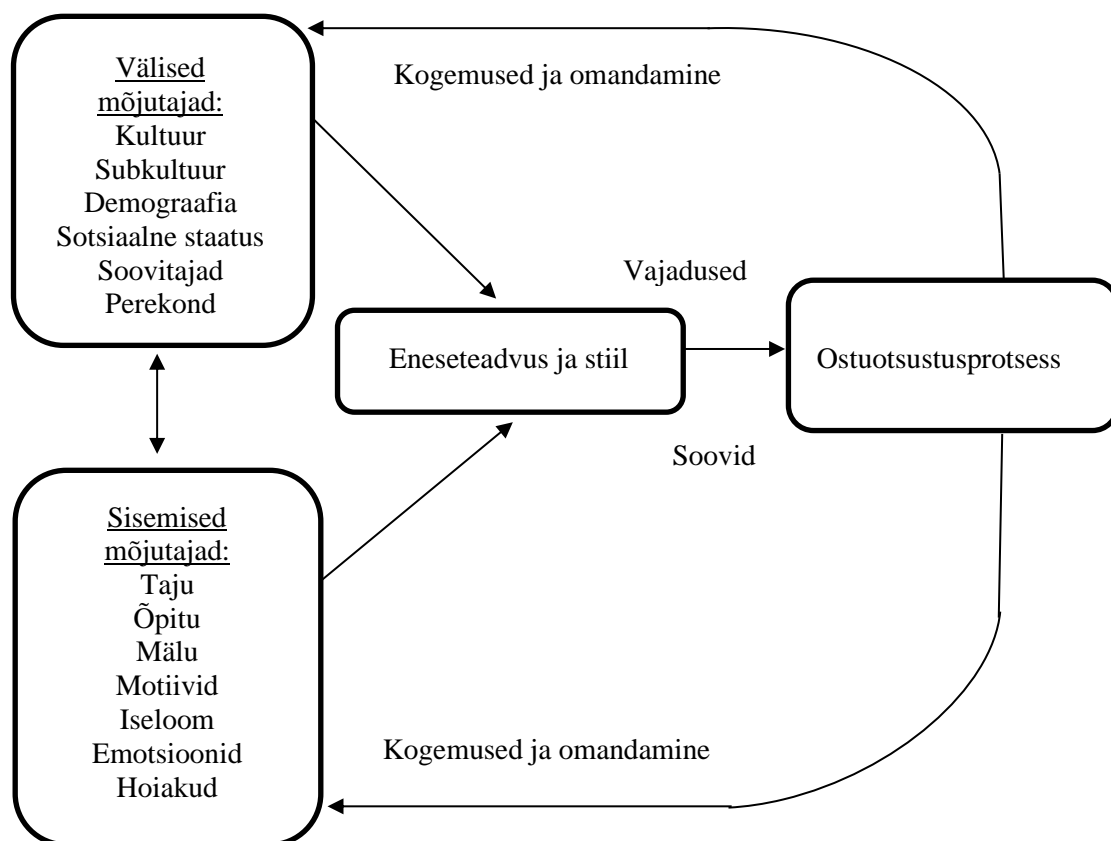 Välised
mõjutajad:
Kultuur
Subkultuur
Demograafia
Sotsiaalne staatus
Soovitajad
Perekond
Kogemused ja omandamine
Vajadused
Eneseteadvus ja stiil
Ostuotsustusprotsess
Soovid
Sisemised
mõjutajad:
Taju
Õpitu
Mälu
Motiivid
Iseloom
Emotsioonid
Hoiakud
Kogemused ja omandamine